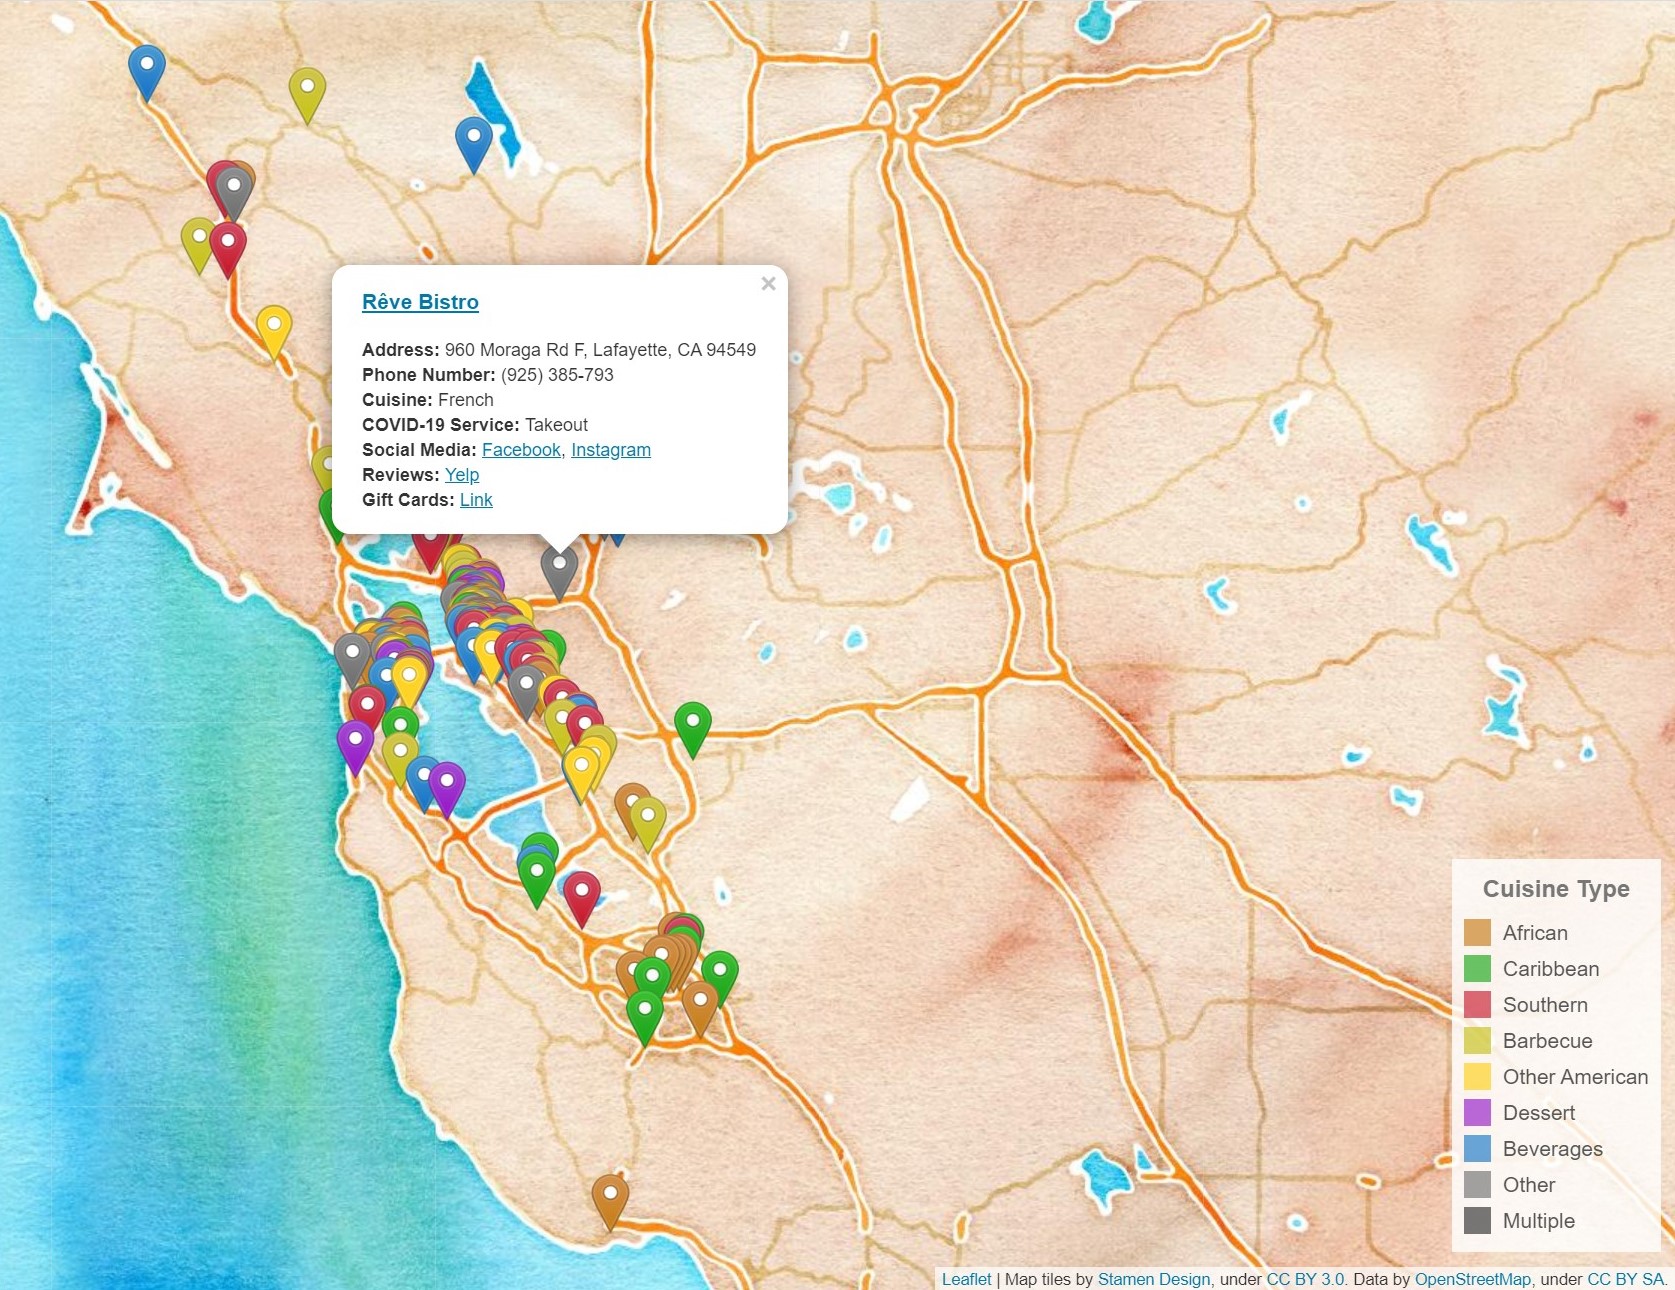 ×
Rêve Bistro
Address: 960 Moraga Rd F, Lafayette, CA 94549
Phone Number: (925) 385-793
Cuisine: French
COVID-19 Service: Takeout
Social Media: Facebook, Instagram
Reviews: Yelp
Gift Cards: Link
Cuisine Type
African
Caribbean
Southern
Barbecue
Other American
Dessert
Beverages
Other
Multiple
Leaflet | Map tiles by Stamen Design, under CC BY 3.0. Data by OpenStreetMap, under CC BY SA.